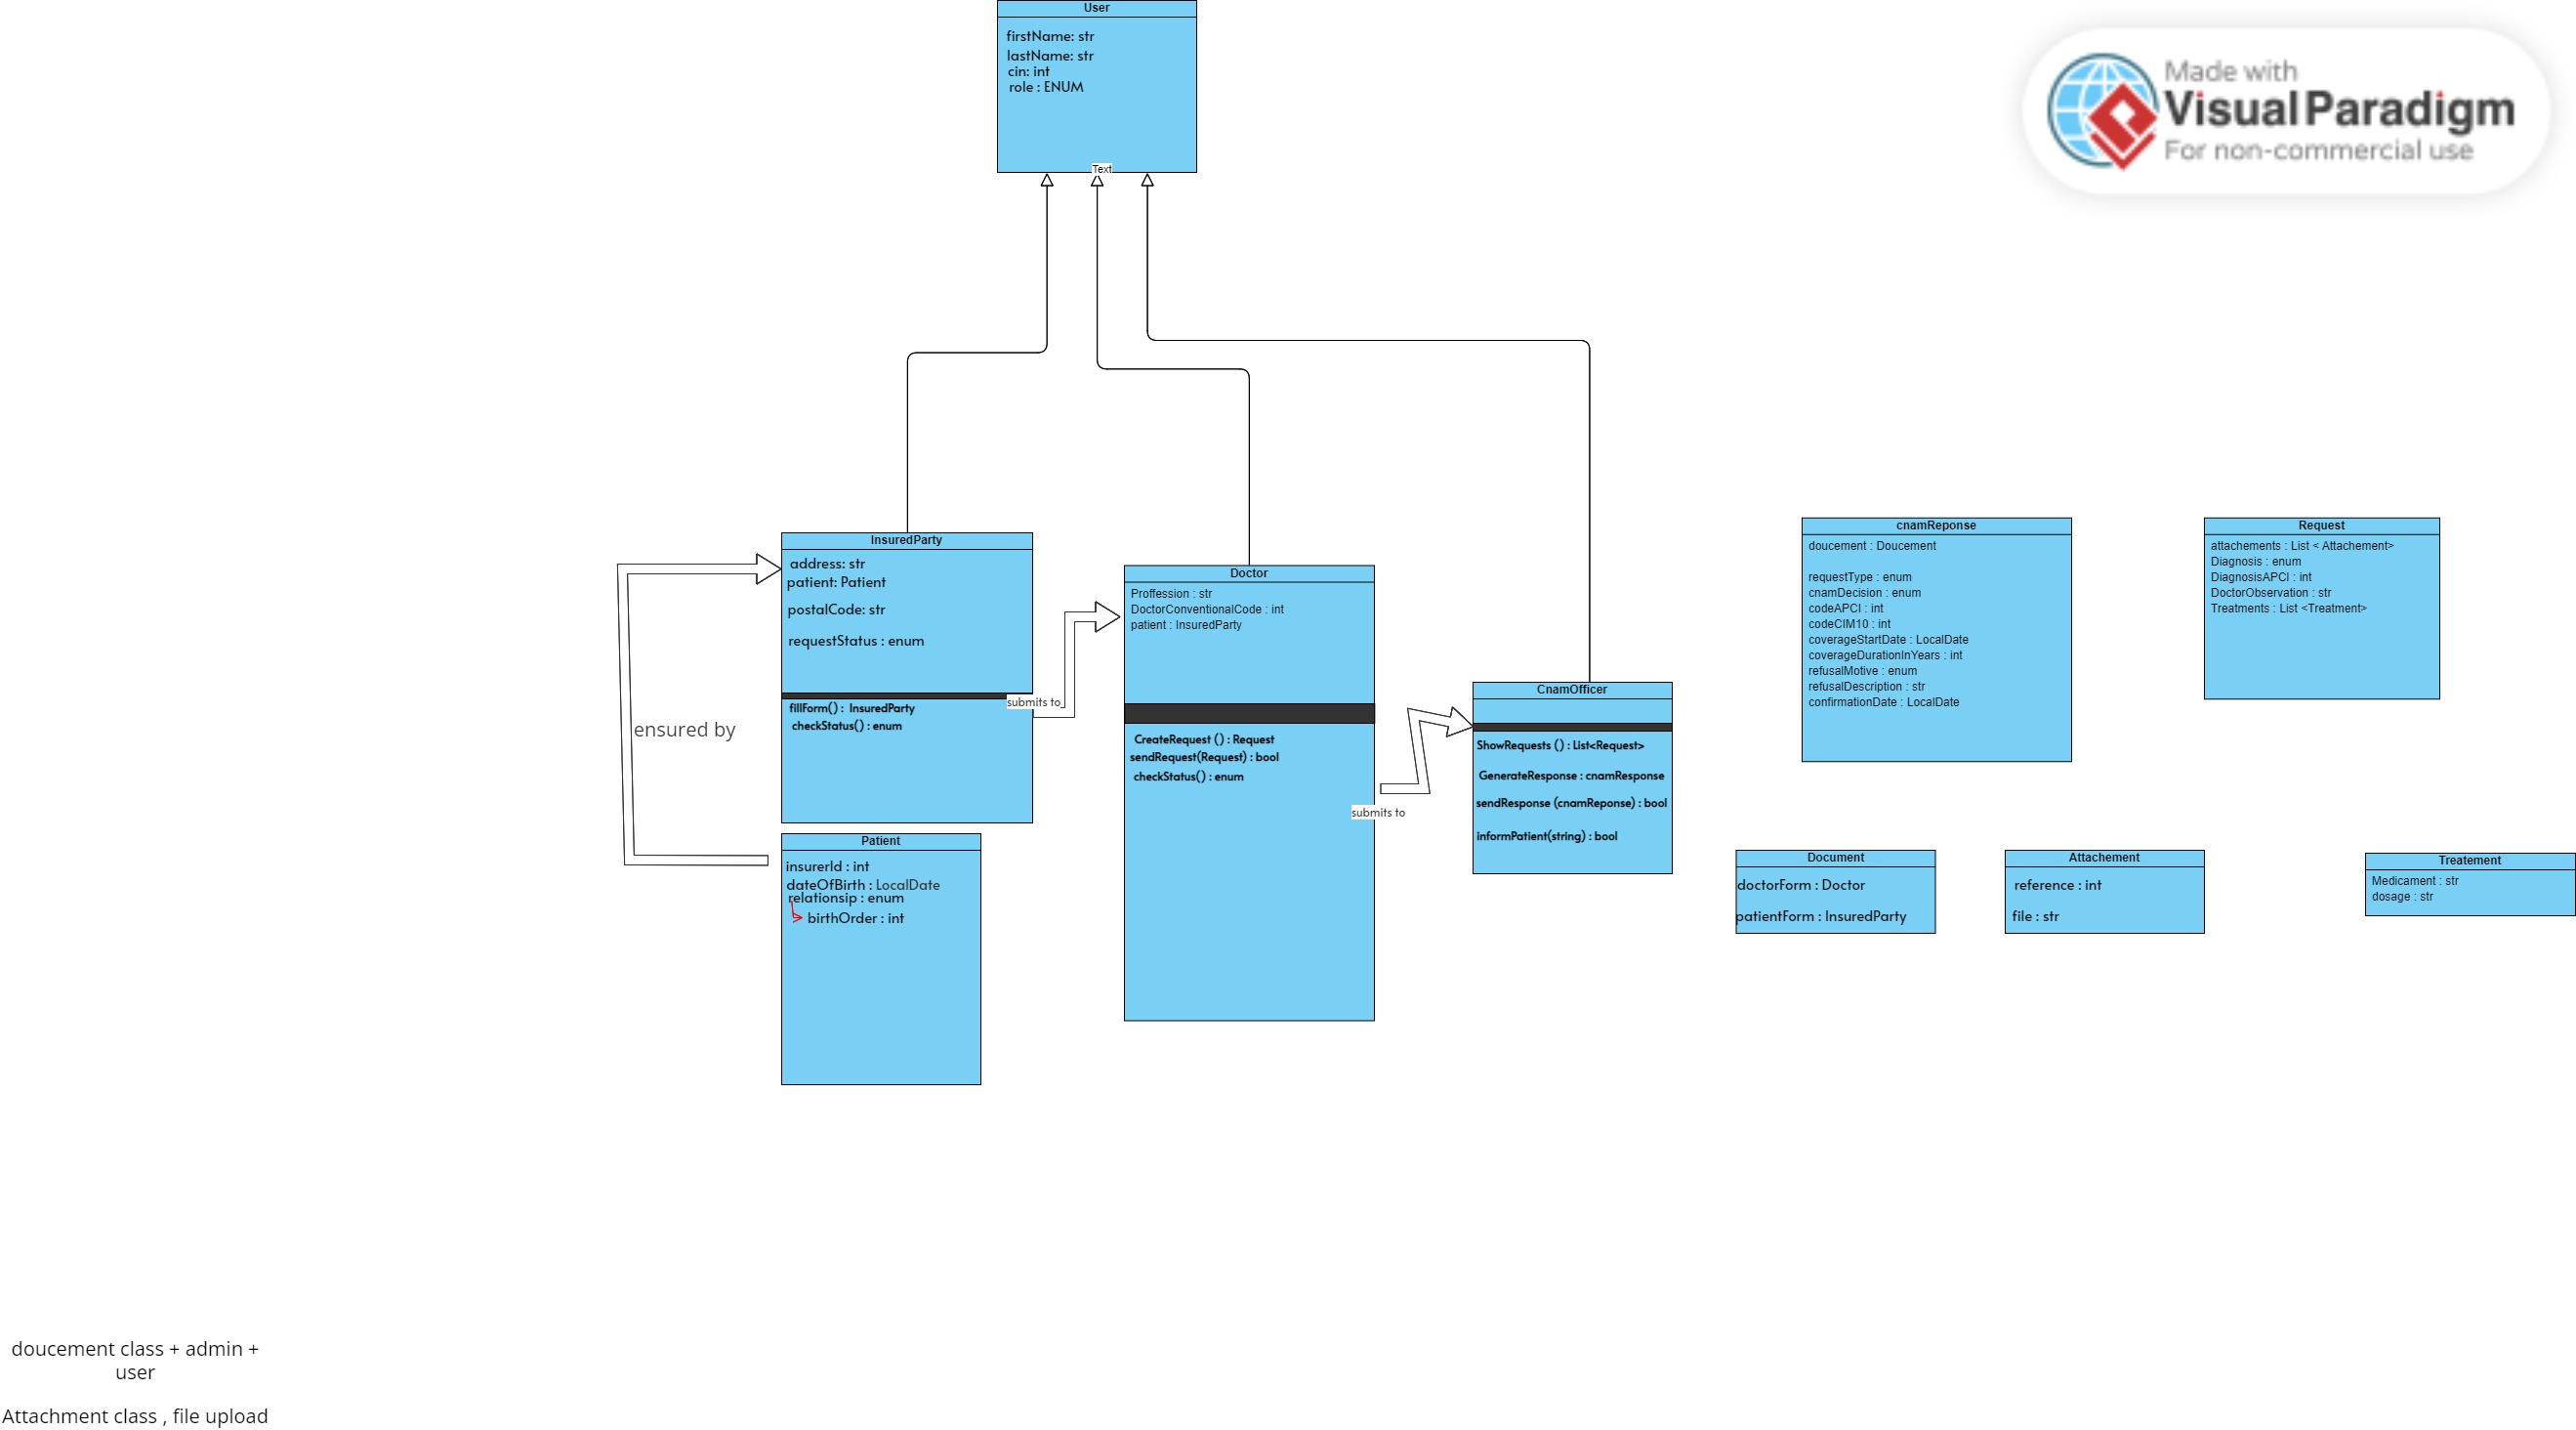 User
firstName: str
lastName: str
cin: int
role : ENUM
Text
Made with
Visual Paradigm
For non-commercial use
InsuredParty
address: str
patient: Patient
postalCode: str
requestStatus : enum
fillForm() : InsuredParty
checkStatus() : enum
submits to
ensured by
Patient
insurerId : int
dateOfBirth : LocalDate
relationsip : enum
birthOrder : int
Doctor
Proffession : str
DoctorConventionalCode : int
patient : InsuredParty
CreateRequest () : Request
sendRequest(Request) : bool
checkStatus() : enum
submits to
CnamOfficer
ShowRequests () : List<Request>
GenerateResponse : cnamResponse
sendResponse (cnamReponse) : bool
informPatient(string) : bool
cnamReponse
doucement : Doucement
requestType : enum
cnamDecision : enum
codeAPCI : int
codeCIM10 : int
coverageStartDate : LocalDate
coverageDurationInYears : int
refusalMotive : enum
refusalDescription : str
confirmationDate : LocalDate
Request
attachements : List < Attachement>
Diagnosis : enum
DiagnosisAPCI : int
DoctorObservation : str
Treatments : List <Treatment>
Document
doctorForm : Doctor
patientForm : InsuredParty
Attachement
reference : int
file : str
Treatement
Medicament : str
dosage : str
doucement class + admin +
user
Attachment class , file upload